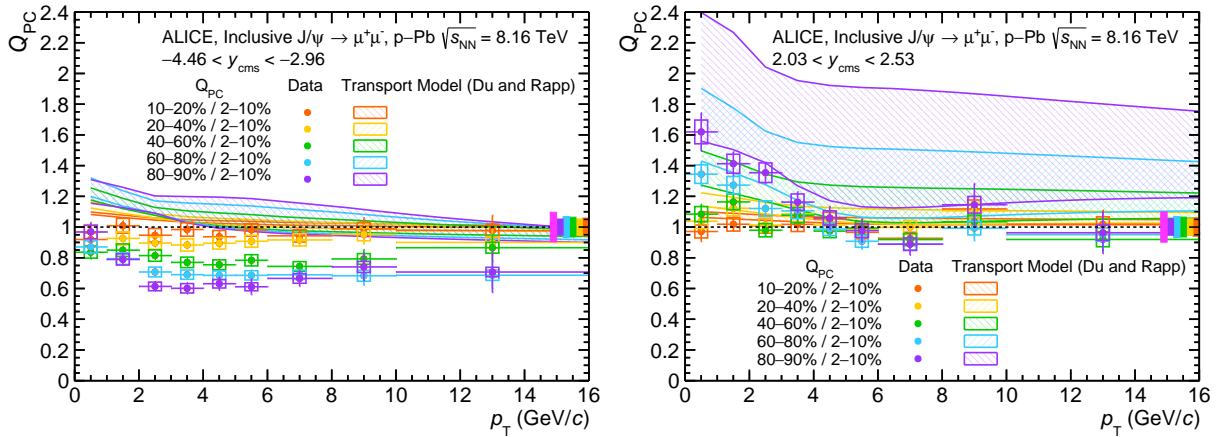 Q_PC
ALICE, Inclusive J/ψ → μ⁺μ⁻, p–Pb √s_NN = 8.16 TeV
−4.46 < y_cms < −2.96
Q_PC Data Transport Model (Du and Rapp)
10–20% / 2–10%
20–40% / 2–10%
40–60% / 2–10%
60–80% / 2–10%
80–90% / 2–10%
2.4
2.2
2
1.8
1.6
1.4
1.2
1
0.8
0.6
0.4
0.2
0
0 2 4 6 8 10 12 14 16
p_T (GeV/c)
Q_PC
ALICE, Inclusive J/ψ → μ⁺μ⁻, p–Pb √s_NN = 8.16 TeV
2.03 < y_cms < 2.53
2.4
2.2
2
1.8
1.6
1.4
1.2
1
0.8
0.6
0.4
0.2
0
Q_PC Data Transport Model (Du and Rapp)
10–20% / 2–10%
20–40% / 2–10%
40–60% / 2–10%
60–80% / 2–10%
80–90% / 2–10%
0 2 4 6 8 10 12 14 16
p_T (GeV/c)